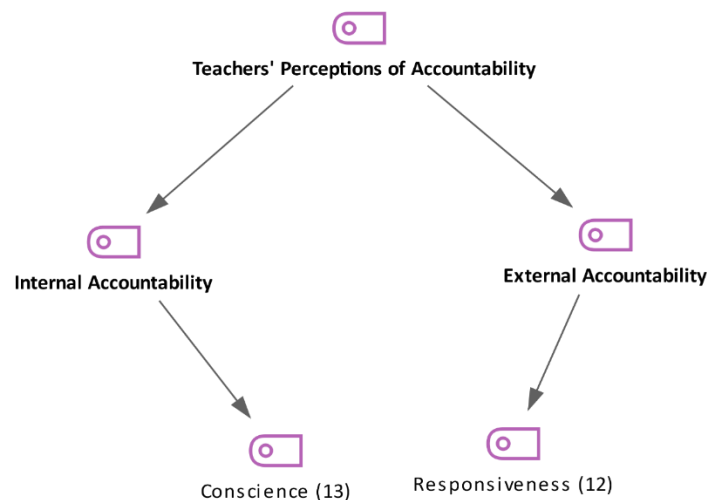 Teachers' Perceptions of Accountability
Internal Accountability
External Accountability
Conscience (13)
Responsiveness (12)